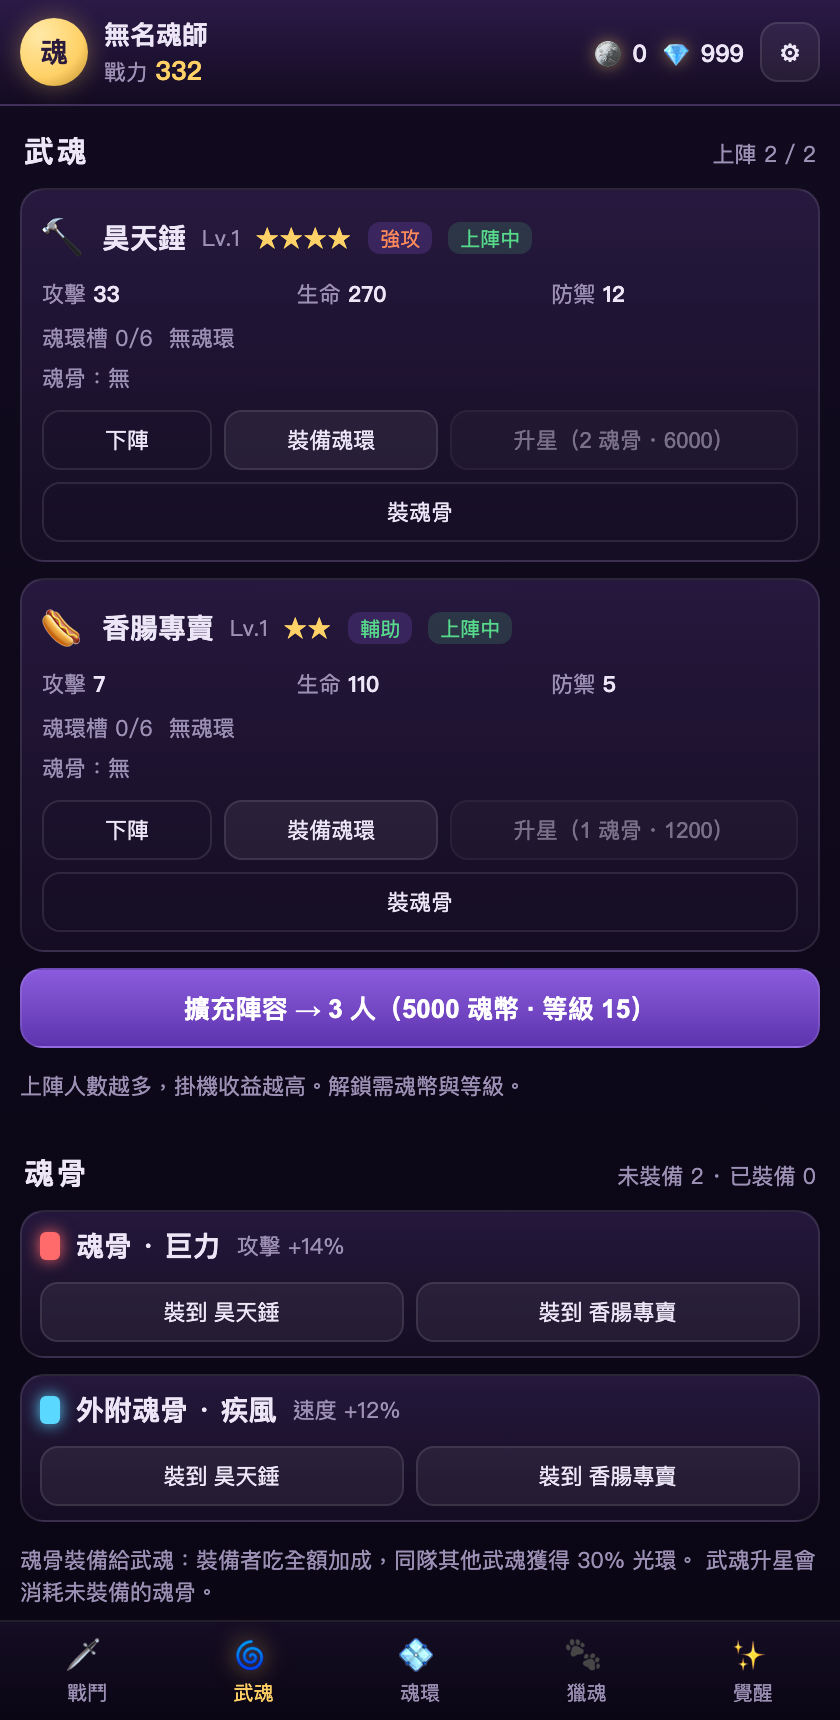 魂
無名魂師
戰力 332
0
999
武魂
上陣 2 / 2
昊天錘 Lv.1 ★★★★ 強攻 上陣中
攻擊 33 生命 270 防禦 12
魂環槽 0/6 無魂環
魂骨：無
下陣 裝備魂環 升星（2 魂骨 · 6000）
裝魂骨
香腸專賣 Lv.1 ★★ 輔助 上陣中
攻擊 7 生命 110 防禦 5
魂環槽 0/6 無魂環
魂骨：無
下陣 裝備魂環 升星（1 魂骨 · 1200）
裝魂骨
擴充陣容 → 3 人（5000 魂幣 · 等級 15）
上陣人數越多，掛機收益越高。解鎖需魂幣與等級。
魂骨
未裝備 2 · 已裝備 0
魂骨 · 巨力 攻擊 +14%
裝到 昊天錘 裝到 香腸專賣
外附魂骨 · 疾風 速度 +12%
裝到 昊天錘 裝到 香腸專賣
魂骨裝備給武魂：裝備者吃全額加成，同隊其他武魂獲得 30% 光環。 武魂升星會
消耗未裝備的魂骨。
戰鬥 武魂 魂環 獵魂 覺醒